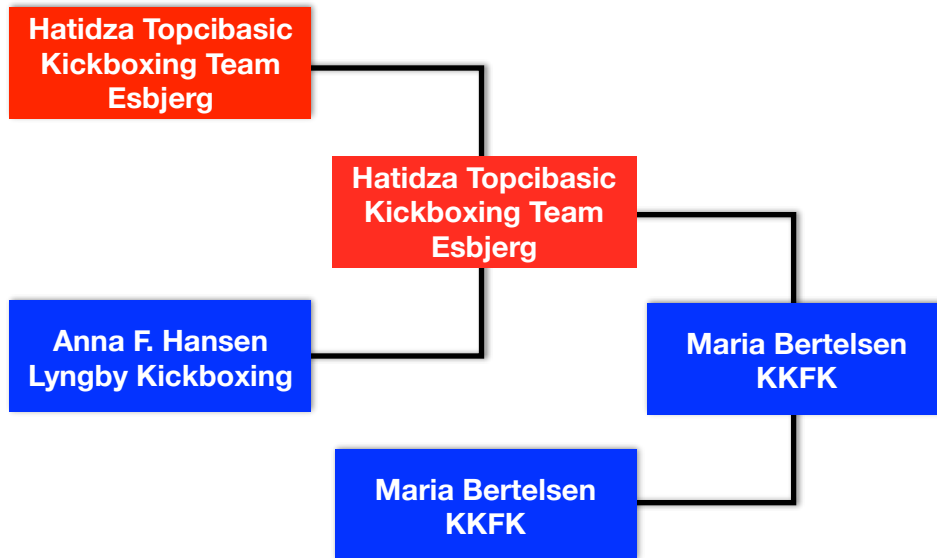 Hatidza Topcibasic
Kickboxing Team
Esbjerg
Hatidza Topcibasic
Kickboxing Team
Esbjerg
Anna F. Hansen
Lyngby Kickboxing
Maria Bertelsen
KKFK
Maria Bertelsen
KKFK